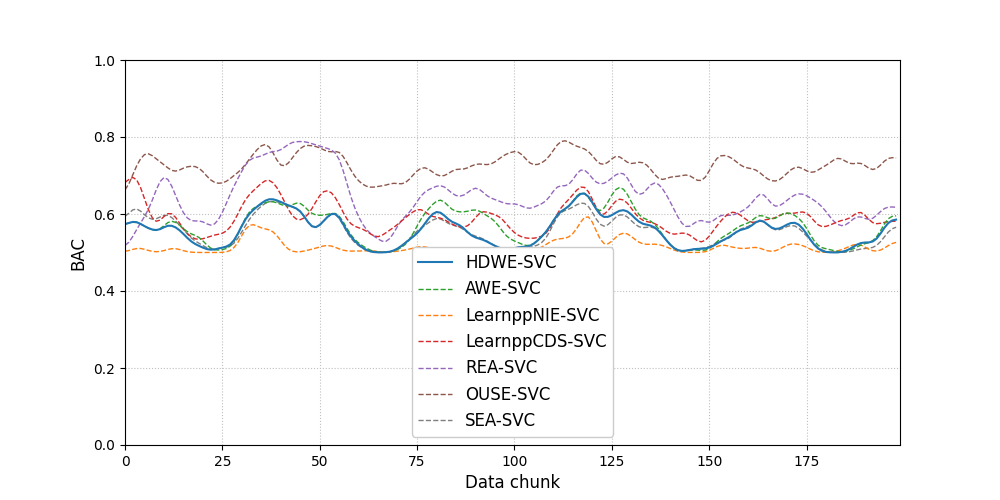 1.0
0.8
0.6
0.4
0.2
0.0
BAC
HDWE-SVC
AWE-SVC
LearnppNIE-SVC
LearnppCDS-SVC
REA-SVC
OUSE-SVC
SEA-SVC
0 25 50 75 100 125 150 175
Data chunk